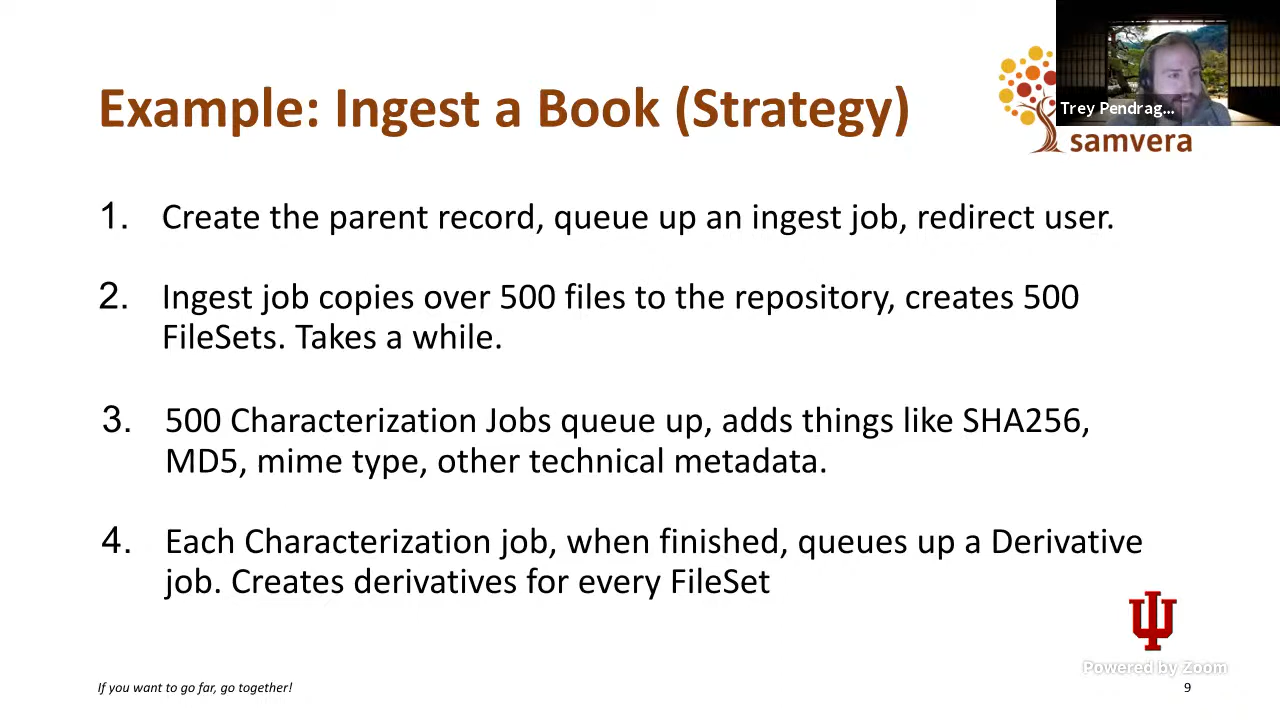 Example: Ingest a Book (Strategy)
Trey Pendrag...
samvera
1. Create the parent record, queue up an ingest job, redirect user.
2. Ingest job copies over 500 files to the repository, creates 500
FileSets. Takes a while.
3. 500 Characterization Jobs queue up, adds things like SHA256,
MD5, mime type, other technical metadata.
4. Each Characterization job, when finished, queues up a Derivative
job. Creates derivatives for every FileSet
Powered by Zoom
If you want to go far, go together!
9